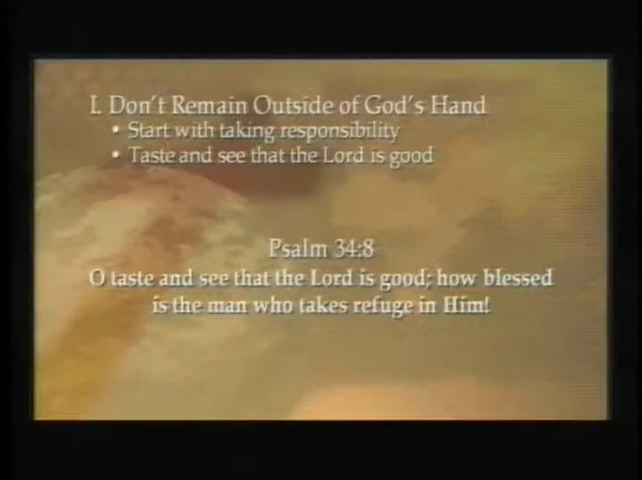 I. Don't Remain Outside of God's Hand
• Start with taking responsibility
• Taste and see that the Lord is good
Psalm 34:8
O taste and see that the Lord is good; how blessed
is the man who takes refuge in Him!